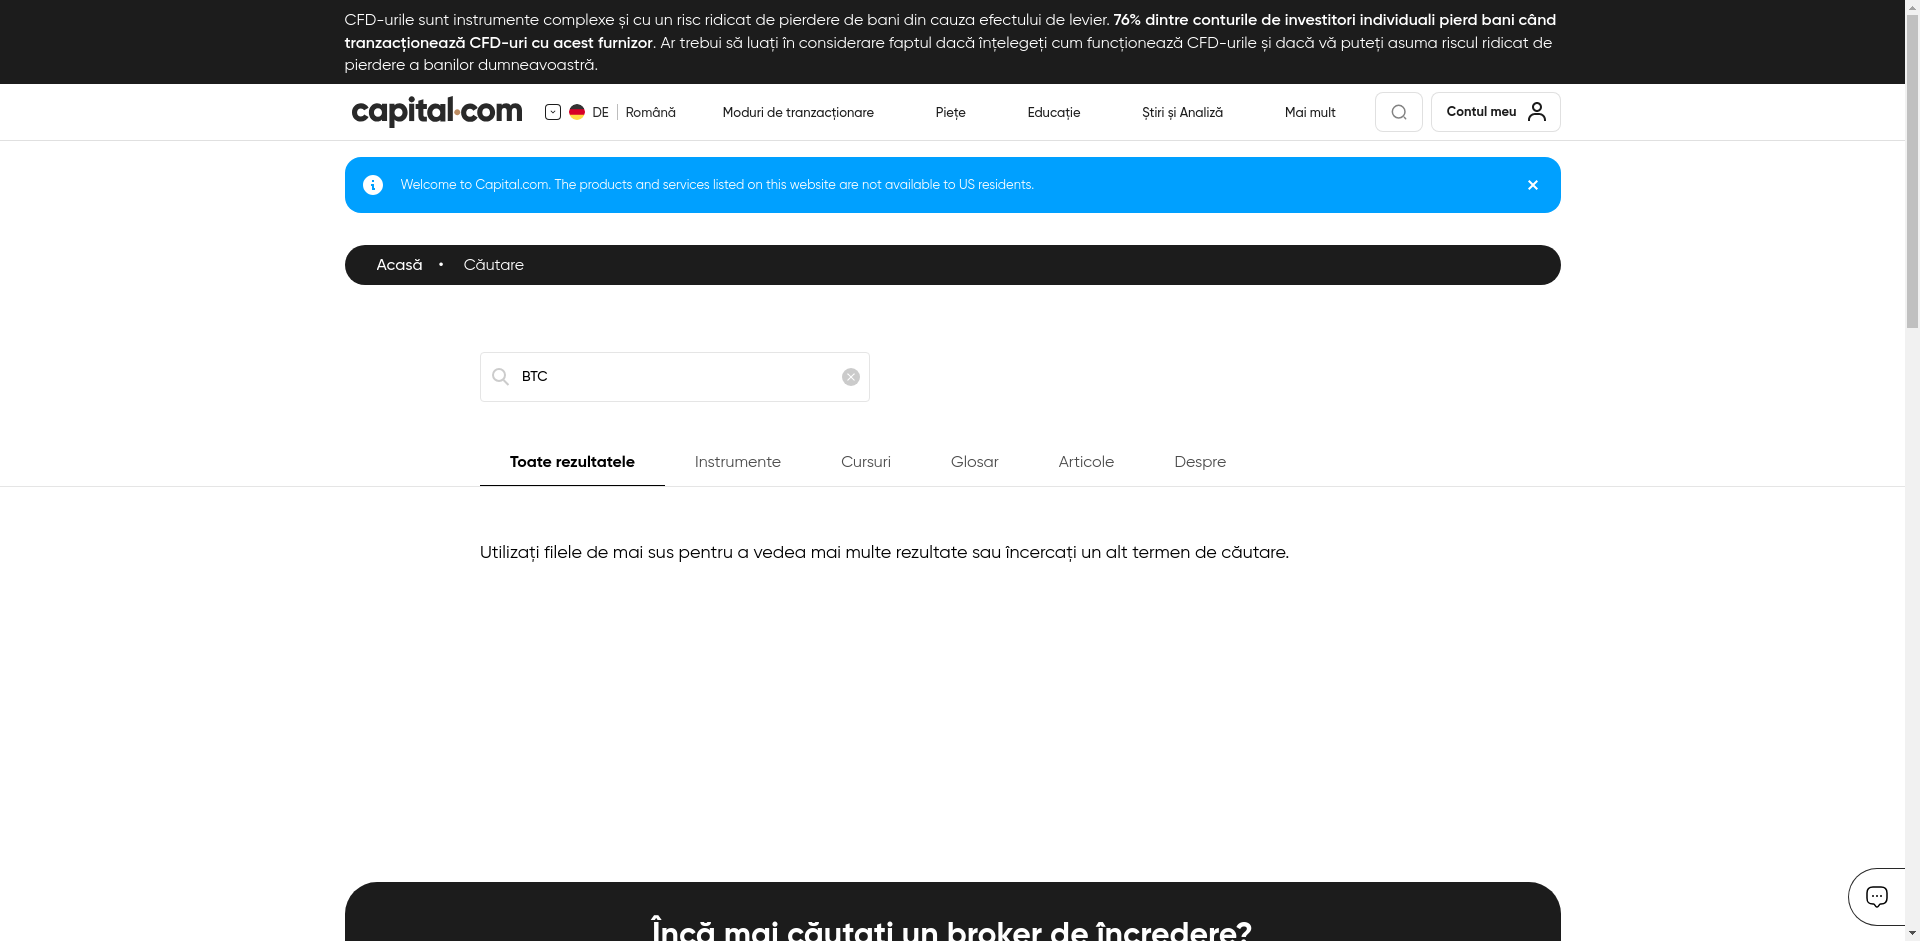 CFD-urile sunt instrumente complexe și cu un risc ridicat de pierdere de bani din cauza efectului de levier. 76% dintre conturile de investitori individuali pierd bani când
tranzacționează CFD-uri cu acest furnizor. Ar trebui să luați în considerare faptul dacă înțelegeți cum funcționează CFD-urile și dacă vă puteți asuma riscul ridicat de
pierdere a banilor dumneavoastră.
capital.com DE Română Moduri de tranzacționare Piețe Educație Știri și Analiză Mai mult Contul meu
Welcome to Capital.com. The products and services listed on this website are not available to US residents.
Acasă • Căutare
BTC
Toate rezultatele Instrumente Cursuri Glosar Articole Despre
Utilizați filele de mai sus pentru a vedea mai multe rezultate sau încercați un alt termen de căutare.
Încă mai căutați un broker de încredere?